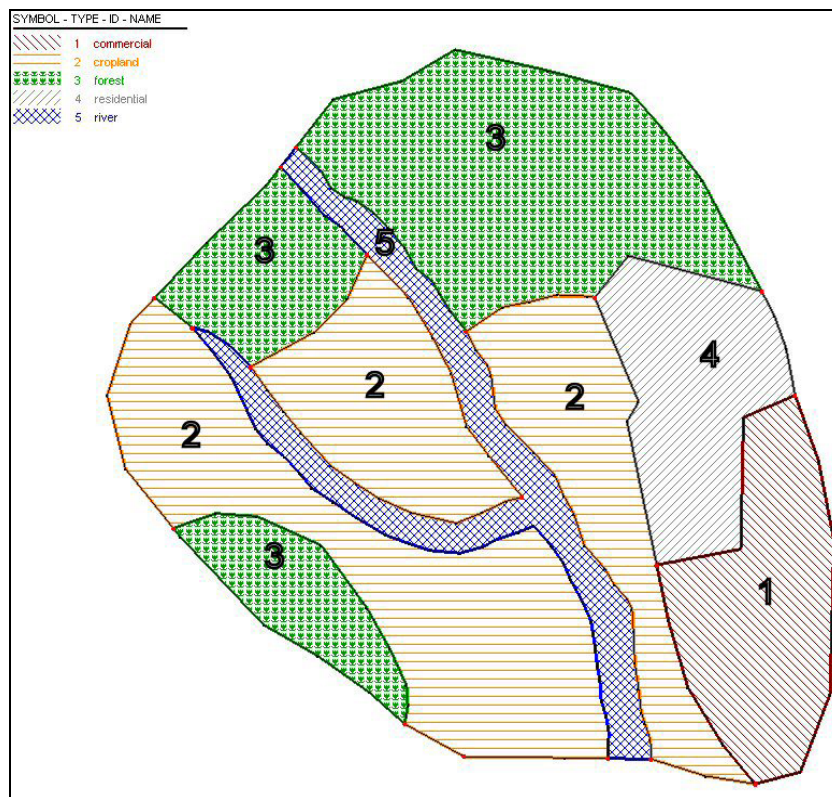 SYMBOL - TYPE - ID - NAME
1 commercial
2 cropland
3 forest
4 residential
5 river
3
3
5
4
2
2
2
3
1